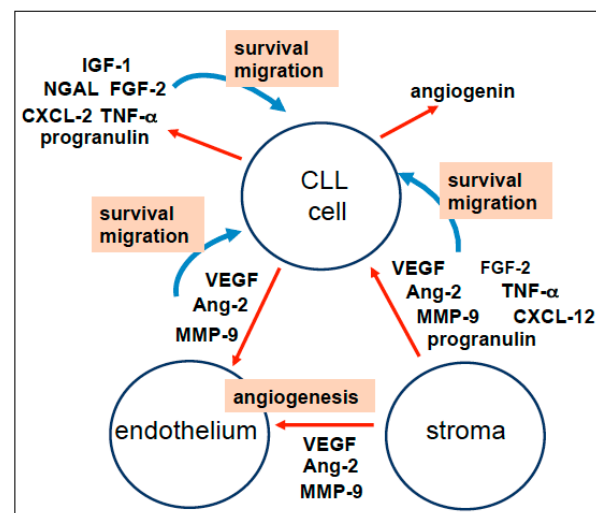 IGF-1
NGAL FGF-2
CXCL-2 TNF-α
progranulin
survival
migration
angiogenin
CLL
cell
survival
migration
survival
migration
VEGF
Ang-2
MMP-9
VEGF FGF-2
Ang-2 TNF-α
MMP-9 CXCL-12
progranulin
angiogenesis
endothelium
stroma
VEGF
Ang-2
MMP-9